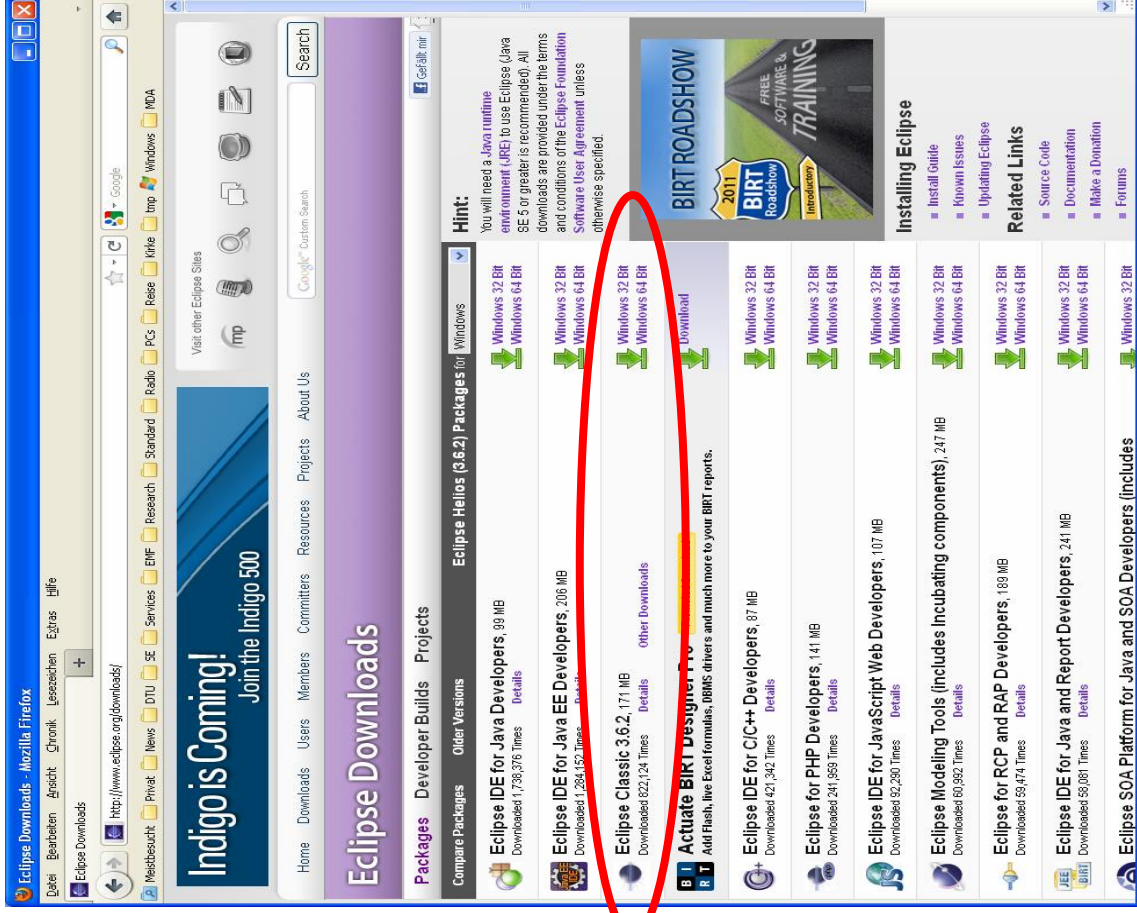 Eclipse Downloads - Mozilla Firefox
Datei Bearbeiten Ansicht Chronik Lesezeichen Extras Hilfe
Eclipse Downloads
http://www.eclipse.org/downloads/
Google
Meistbesucht Privat News DTU SE Services EMF Research Standard Radio PCs Reise Kirke tmp Windows MDA
Indigo is Coming!
Join the Indigo 500
Visit other Eclipse Sites
mp
Home Downloads Users Members Committers Resources Projects About Us
Google™ Custom Search
Search
Eclipse Downloads
Packages Developer Builds Projects
Gefällt mir
Compare Packages Older Versions Eclipse Helios (3.6.2) Packages for Windows
Eclipse IDE for Java Developers, 99 MB
Downloaded 1,738,376 Times Details
Windows 32 Bit
Windows 64 Bit
Eclipse IDE for Java EE Developers, 206 MB
Downloaded 1,284,152 Times Details
Windows 32 Bit
Windows 64 Bit
Eclipse Classic 3.6.2, 171 MB
Downloaded 822,124 Times Details Other Downloads
Windows 32 Bit
Windows 64 Bit
Actuate BIRT Designer Pro
Add Flash, live Excel formulas, DBMS drivers and much more to your BIRT reports.
Download
Eclipse IDE for C/C++ Developers, 87 MB
Downloaded 421,342 Times Details
Windows 32 Bit
Windows 64 Bit
Eclipse for PHP Developers, 141 MB
Downloaded 241,959 Times Details
Windows 32 Bit
Windows 64 Bit
Eclipse IDE for JavaScript Web Developers, 107 MB
Downloaded 92,290 Times Details
Windows 32 Bit
Windows 64 Bit
Eclipse Modeling Tools (includes Incubating components), 247 MB
Downloaded 60,992 Times Details
Windows 32 Bit
Windows 64 Bit
Eclipse for RCP and RAP Developers, 189 MB
Downloaded 59,474 Times Details
Windows 32 Bit
Windows 64 Bit
Eclipse IDE for Java and Report Developers, 241 MB
Downloaded 58,081 Times Details
Windows 32 Bit
Windows 64 Bit
Eclipse SOA Platform for Java and SOA Developers (includes
Windows 32 Bit
Hint:
You will need a Java runtime
environment (JRE) to use Eclipse (Java
SE 5 or greater is recommended). All
downloads are provided under the terms
and conditions of the Eclipse Foundation
Software User Agreement unless
otherwise specified.
BIRT ROADSHOW
2011
BIRT
Roadshow
Introductory
FREE
SOFTWARE &
TRAINING
Installing Eclipse
Install Guide
Known Issues
Updating Eclipse
Related Links
Source Code
Documentation
Make a Donation
Forums